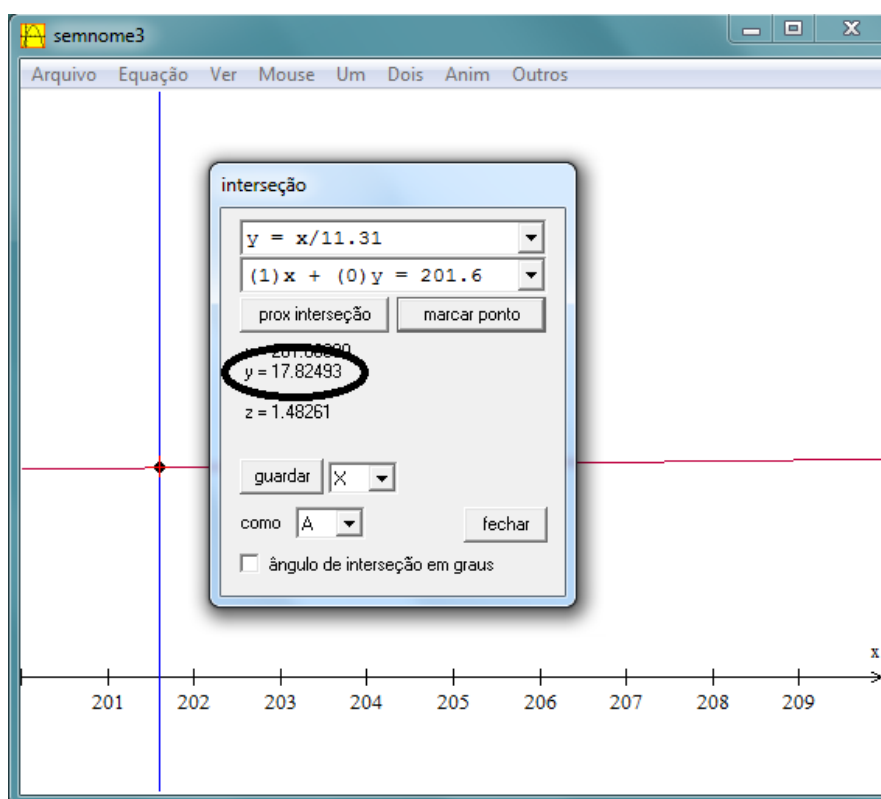 semnome3
Arquivo Equação Ver Mouse Um Dois Anim Outros
interseção
y = x/11.31
(1)x + (0)y = 201.6
prox interseção marcar ponto
y = 17.82493
z = 1.48261
guardar X
como A fechar
ângulo de interseção em graus
x
201 202 203 204 205 206 207 208 209